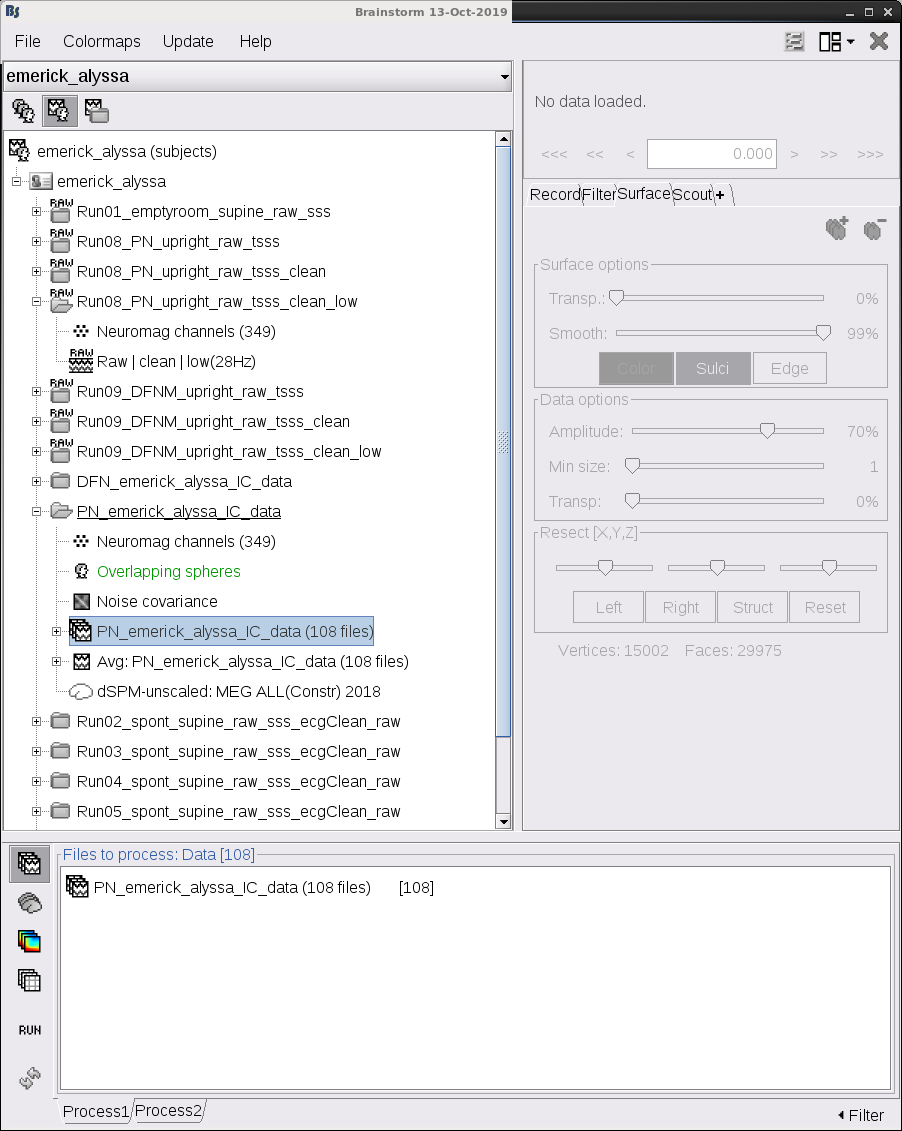 BS Brainstorm 13-Oct-2019
File Colormaps Update Help
emerick_alyssa
emerick_alyssa (subjects)
emerick_alyssa
RAW Run01_emptyroom_supine_raw_sss
RAW Run08_PN_upright_raw_tsss
RAW Run08_PN_upright_raw_tsss_clean
RAW Run08_PN_upright_raw_tsss_clean_low
Neuromag channels (349)
RAW Raw | clean | low(28Hz)
RAW Run09_DFNM_upright_raw_tsss
RAW Run09_DFNM_upright_raw_tsss_clean
RAW Run09_DFNM_upright_raw_tsss_clean_low
DFN_emerick_alyssa_IC_data
PN_emerick_alyssa_IC_data
Neuromag channels (349)
Overlapping spheres
Noise covariance
PN_emerick_alyssa_IC_data (108 files)
Avg: PN_emerick_alyssa_IC_data (108 files)
dSPM-unscaled: MEG ALL(Constr) 2018
Run02_spont_supine_raw_sss_ecgClean_raw
Run03_spont_supine_raw_sss_ecgClean_raw
Run04_spont_supine_raw_sss_ecgClean_raw
Run05_spont_supine_raw_sss_ecgClean_raw
No data loaded.
<<< << < 0.000 > >> >>>
Record Filter Surface Scout +
Surface options
Transp.: 0%
Smooth: 99%
Color Sulci Edge
Data options
Amplitude: 70%
Min size: 1
Transp: 0%
Resect [X,Y,Z]
Left Right Struct Reset
Vertices: 15002 Faces: 29975
Files to process: Data [108]
PN_emerick_alyssa_IC_data (108 files) [108]
RUN
Process1 Process2
Filter